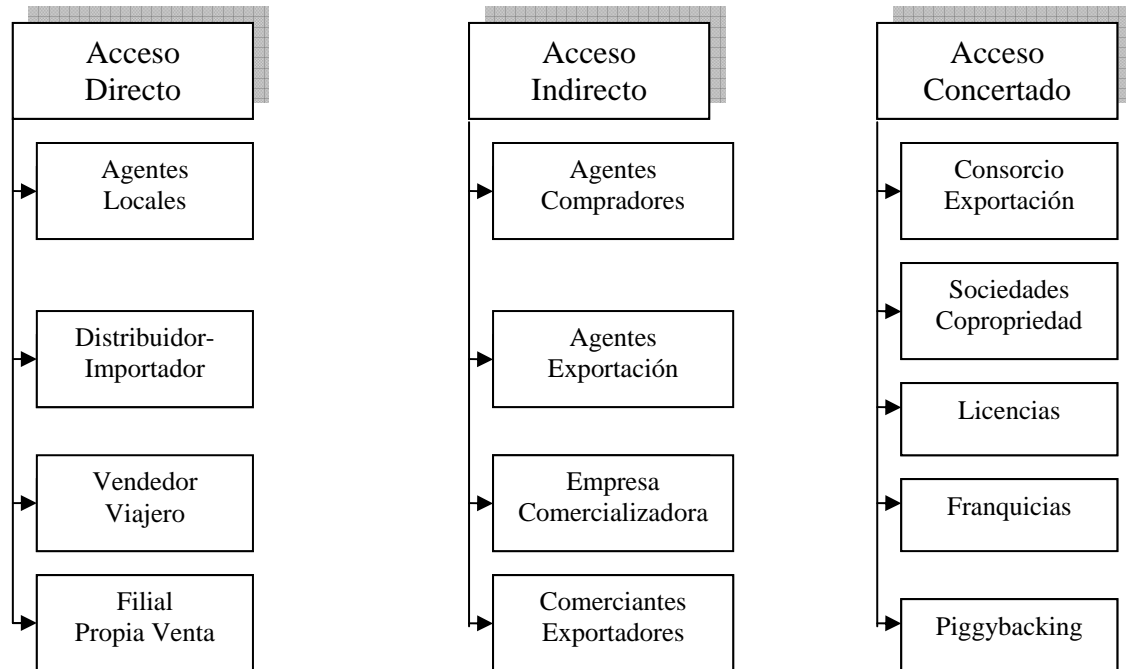 Acceso
Directo
Agentes
Locales
Distribuidor-
Importador
Vendedor
Viajero
Filial
Propia Venta
Acceso
Indirecto
Agentes
Compradores
Agentes
Exportación
Empresa
Comercializadora
Comerciantes
Exportadores
Acceso
Concertado
Consorcio
Exportación
Sociedades
Copropriedad
Licencias
Franquicias
Piggybacking